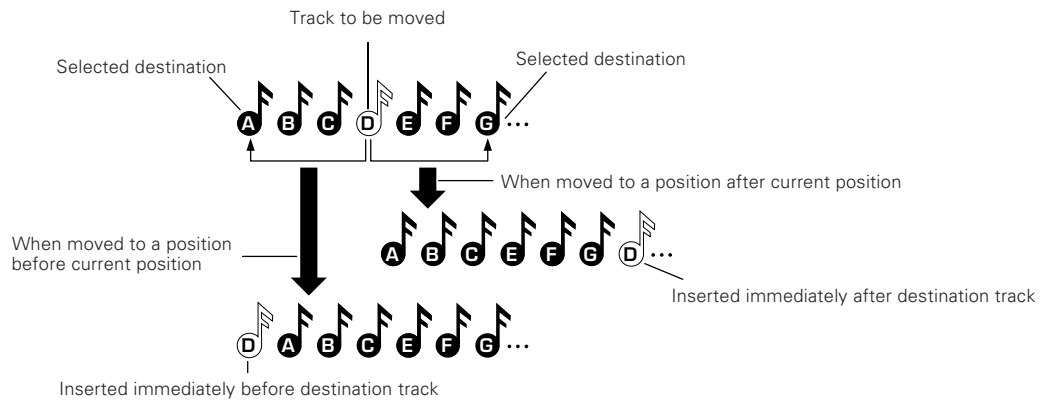 Track to be moved
Selected destination
Selected destination
A B C D E F G ...
When moved to a position after current position
A B C E F G D ...
When moved to a position
before current position
Inserted immediately after destination track
D A B C E F G ...
Inserted immediately before destination track